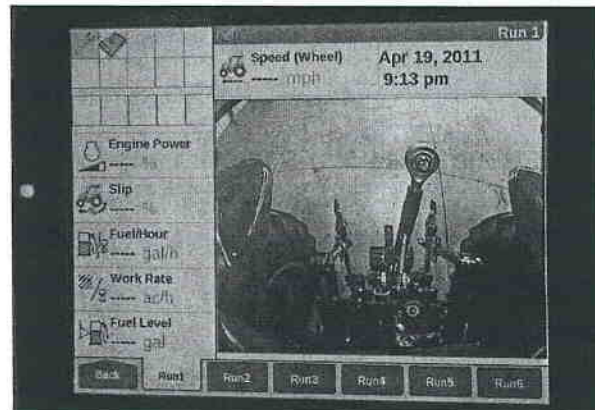 Run 1
Speed (Wheel)
---- mph
Apr 19, 2011
9:13 pm
Engine Power
---- %
Slip
---- %
Fuel/Hour
---- gal/h
Work Rate
---- ac/h
Fuel Level
---- gal
Back
Run1
Run2
Run3
Run4
Run5
Run6